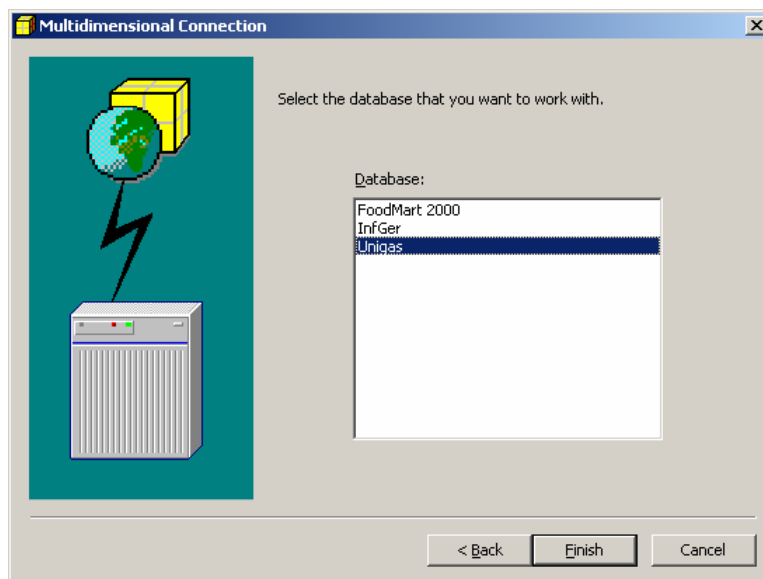 Multidimensional Connection
Select the database that you want to work with.
Database:
FoodMart 2000
InfGer
Unigas
< Back
Finish
Cancel